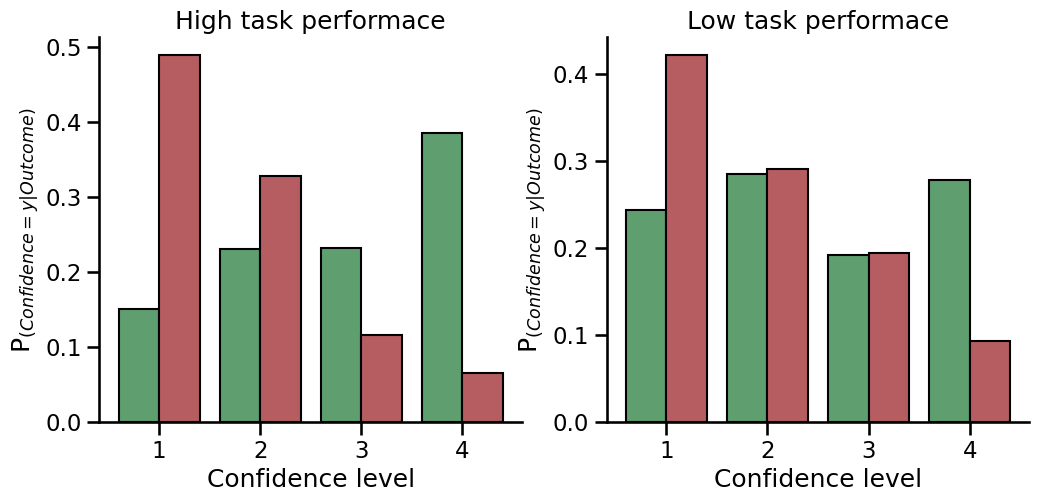 High task performace
Low task performace
P(Confidence = y|Outcome)
0.5
0.4
0.3
0.2
0.1
0.0
1 2 3 4
Confidence level
P(Confidence = y|Outcome)
0.4
0.3
0.2
0.1
0.0
1 2 3 4
Confidence level